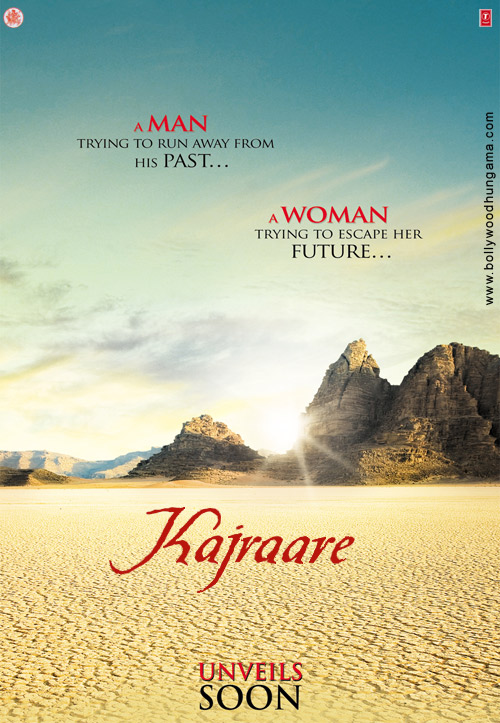 A MAN
TRYING TO RUN AWAY FROM
HIS PAST...
A WOMAN
TRYING TO ESCAPE HER
FUTURE...
www.bollywoodhungama.com
Kajraare
UNVEILS
SOON